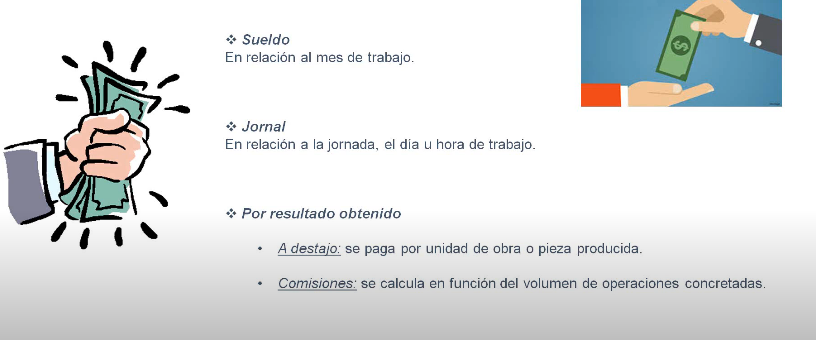 ❖ Sueldo
En relación al mes de trabajo.
❖ Jornal
En relación a la jornada, el día u hora de trabajo.
❖ Por resultado obtenido
• A destajo: se paga por unidad de obra o pieza producida.
• Comisiones: se calcula en función del volumen de operaciones concretadas.